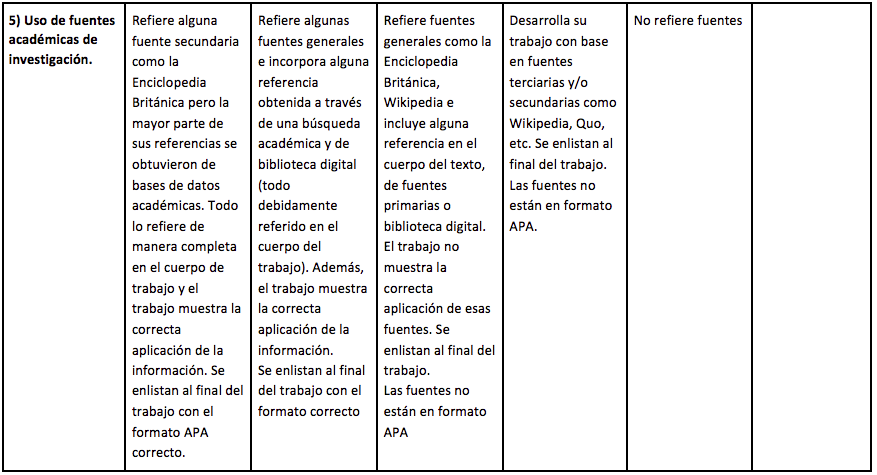 5) Uso de fuentes
académicas de
investigación.
Refiere alguna
fuente secundaria
como la
Enciclopedia
Británica pero la
mayor parte de
sus referencias se
obtuvieron de
bases de datos
académicas. Todo
lo refiere de
manera completa
en el cuerpo de
trabajo y el
trabajo muestra la
correcta
aplicación de la
información. Se
enlistan al final del
trabajo con el
formato APA
correcto.
Refiere algunas
fuentes generales
e incorpora alguna
referencia
obtenida a través
de una búsqueda
académica y de
biblioteca digital
(todo
debidamente
referido en el
cuerpo del
trabajo). Además,
el trabajo muestra
la correcta
aplicación de la
información.
Se enlistan al final
del trabajo con el
formato correcto
Refiere fuentes
generales como la
Enciclopedia
Británica,
Wikipedia e
incluye alguna
referencia en el
cuerpo del texto,
de fuentes
primarias o
biblioteca digital.
El trabajo no
muestra la
correcta
aplicación de esas
fuentes. Se
enlistan al final del
trabajo.
Las fuentes no
están en formato
APA
Desarrolla su
trabajo con base
en fuentes
terciarias y/o
secundarias como
Wikipedia, Quo,
etc. Se enlistan al
final del trabajo.
Las fuentes no
están en formato
APA.
No refiere fuentes